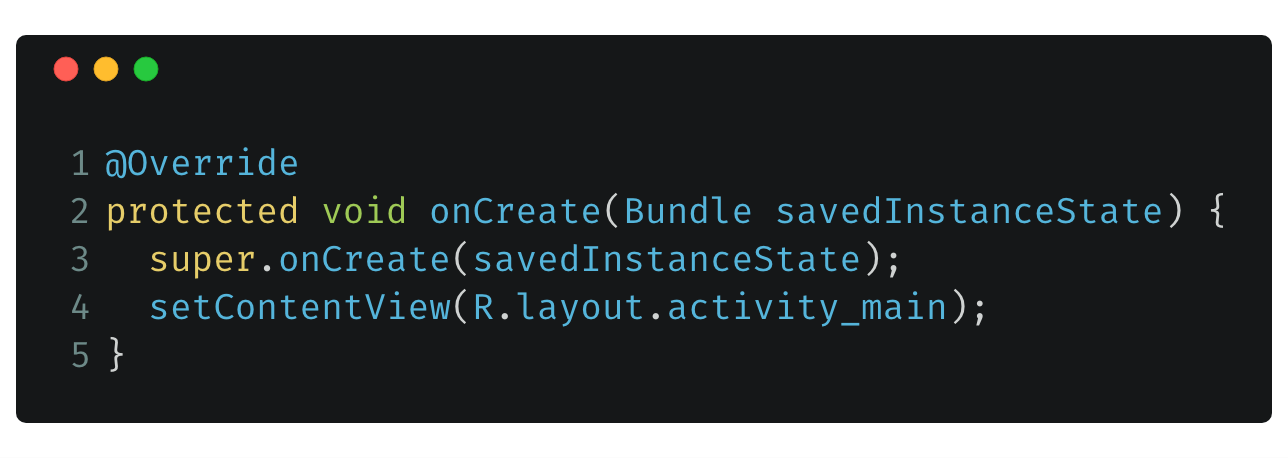 1 @Override
2 protected void onCreate(Bundle savedInstanceState) {
3   super.onCreate(savedInstanceState);
4   setContentView(R.layout.activity_main);
5 }